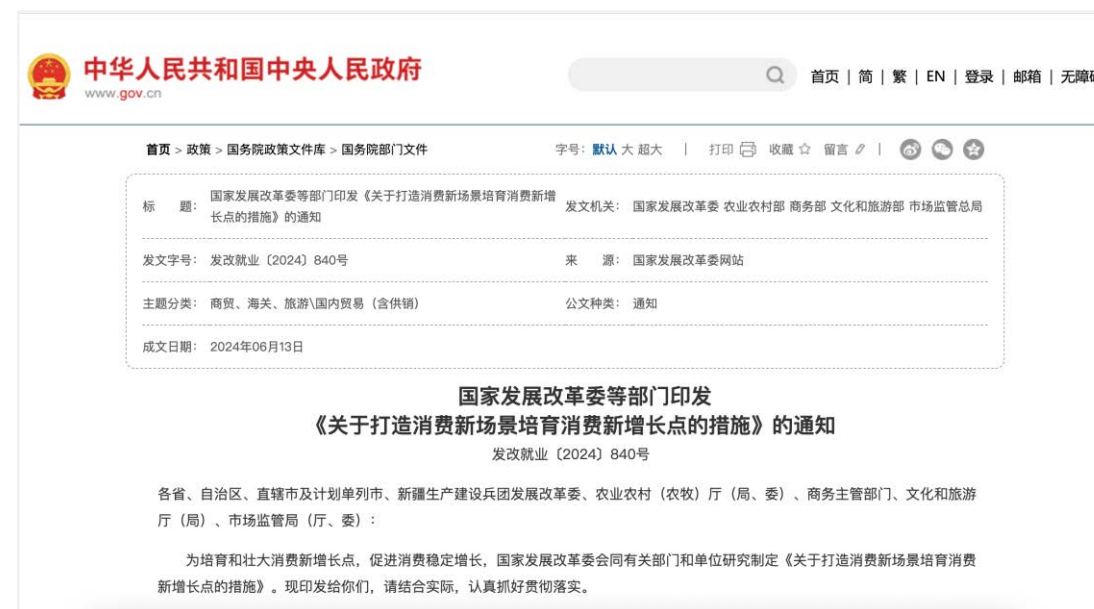 中华人民共和国中央人民政府
www.gov.cn
首页 | 简 | 繁 | EN | 登录 | 邮箱 | 无障碍
首页 > 政策 > 国务院政策文件库 > 国务院部门文件
字号：默认 大 超大 | 打印 收藏 留言 |
标 题： 国家发展改革委等部门印发《关于打造消费新场景培育消费新增
长点的措施》的通知
发文机关： 国家发展改革委 农业农村部 商务部 文化和旅游部 市场监管总局
发文字号： 发改就业〔2024〕840号
来 源： 国家发展改革委网站
主题分类： 商贸、海关、旅游\国内贸易（含供销）
公文种类： 通知
成文日期： 2024年06月13日
国家发展改革委等部门印发
《关于打造消费新场景培育消费新增长点的措施》的通知
发改就业〔2024〕840号
各省、自治区、直辖市及计划单列市、新疆生产建设兵团发展改革委、农业农村（农牧）厅（局、委）、商务主管部门、文化和旅游
厅（局）、市场监管局（厅、委）：
为培育和壮大消费新增长点，促进消费稳定增长，国家发展改革委会同有关部门和单位研究制定《关于打造消费新场景培育消费
新增长点的措施》。现印发给你们，请结合实际，认真抓好贯彻落实。